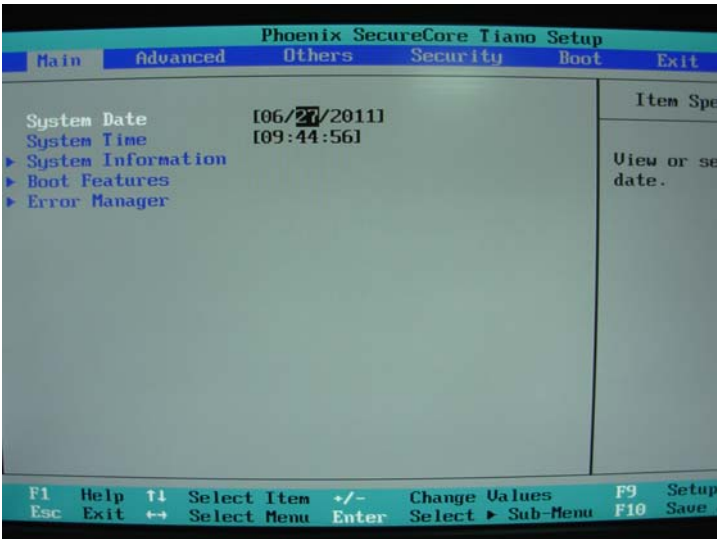 Phoenix SecureCore Tiano Setup
Main Advanced Others Security Boot Exit
Item Spe
System Date [06/27/2011]
System Time [09:44:56]
▶ System Information
▶ Boot Features
▶ Error Manager
View or se
date.
F1 Help ↑↓ Select Item +/- Change Values F9 Setup
Esc Exit ↔ Select Menu Enter Select ▶ Sub-Menu F10 Save